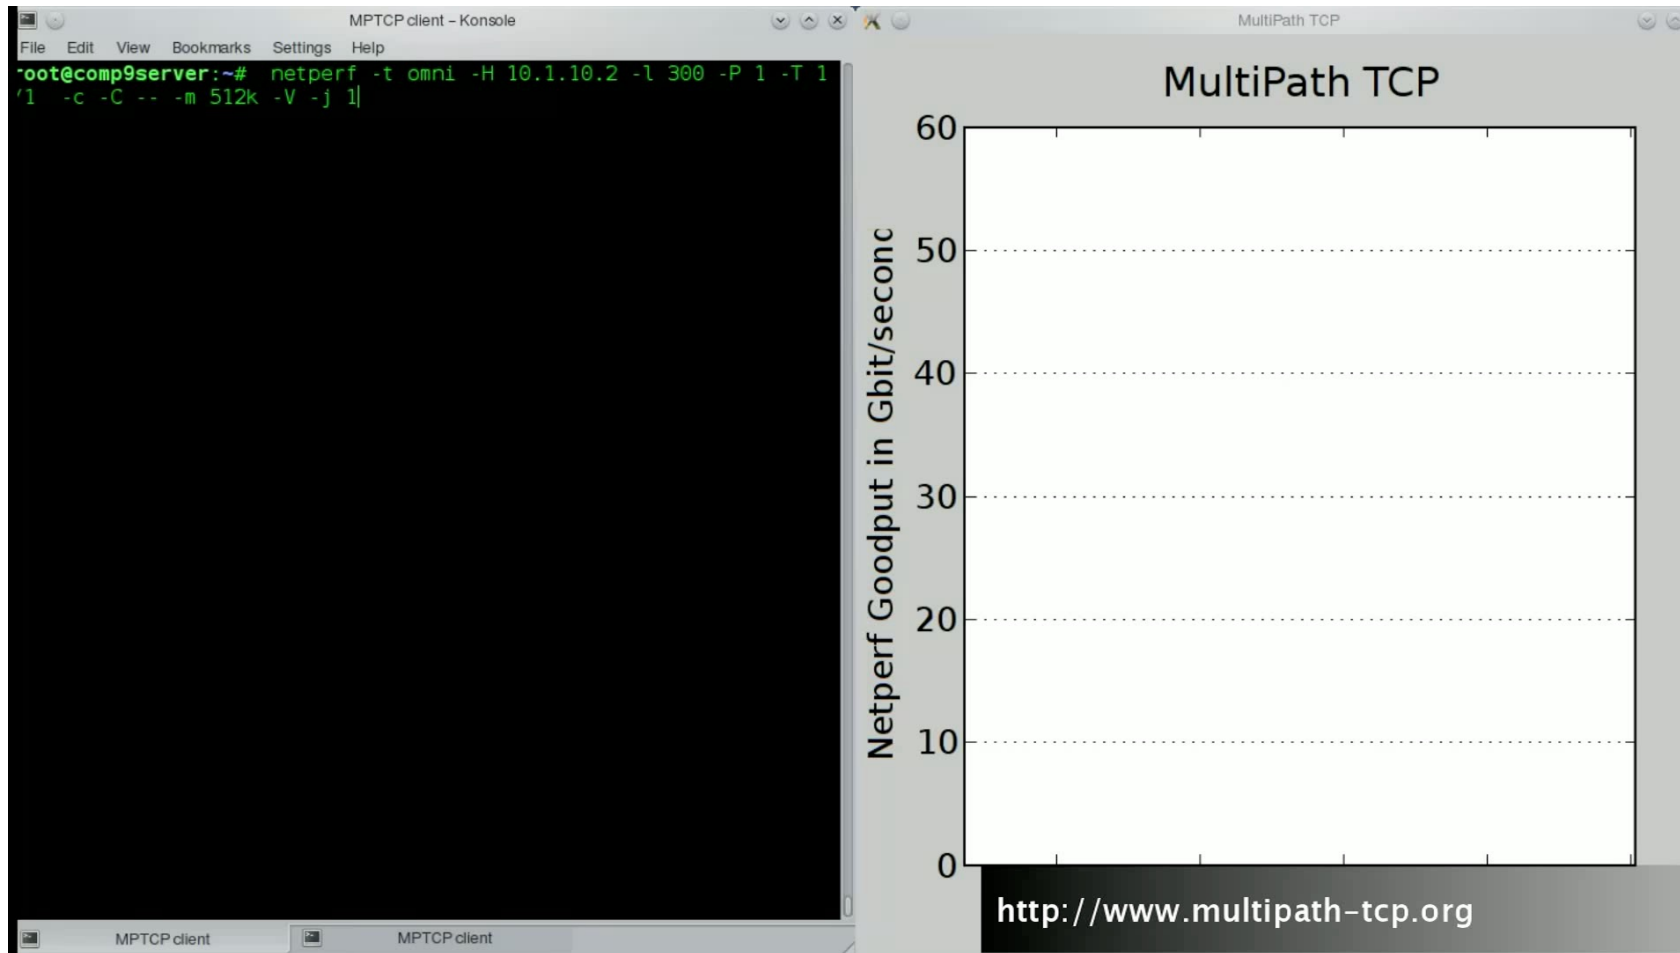 MPTCP client – Konsole
File Edit View Bookmarks Settings Help
root@comp9server:~# netperf -t omni -H 10.1.10.2 -l 300 -P 1 -T 1
/1 -c -C -- -m 512k -V -j 1
MPTCP client
MPTCP client
MultiPath TCP
MultiPath TCP
60
50
40
30
20
10
0
Netperf Goodput in Gbit/second
http://www.multipath-tcp.org